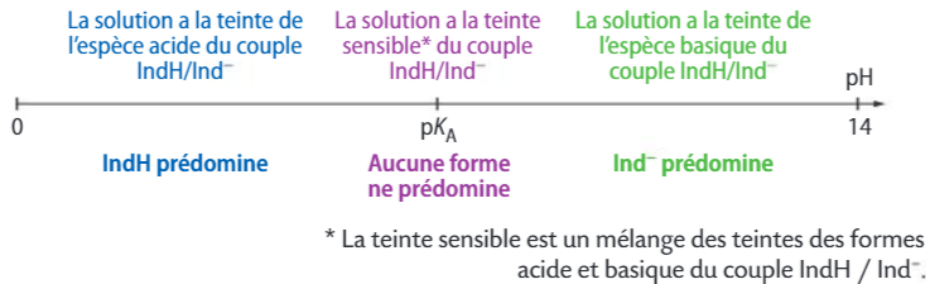 La solution a la teinte de
l'espèce acide du couple
IndH/Ind⁻
La solution a la teinte
sensible* du couple
IndH/Ind⁻
La solution a la teinte de
l'espèce basique du
couple IndH/Ind⁻
pH
0
pKA
14
IndH prédomine
Aucune forme
ne prédomine
Ind⁻ prédomine
* La teinte sensible est un mélange des teintes des formes
acide et basique du couple IndH / Ind⁻.